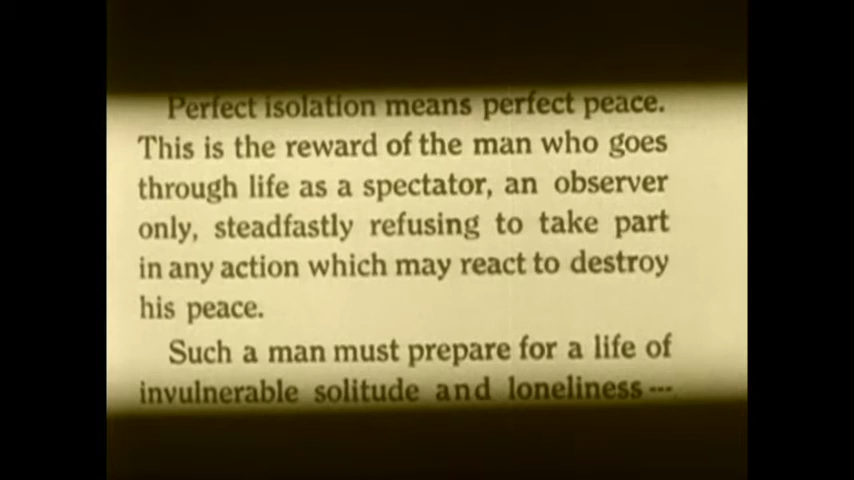 Perfect isolation means perfect peace.
This is the reward of the man who goes
through life as a spectator, an observer
only, steadfastly refusing to take part
in any action which may react to destroy
his peace.
Such a man must prepare for a life of
invulnerable solitude and loneliness---